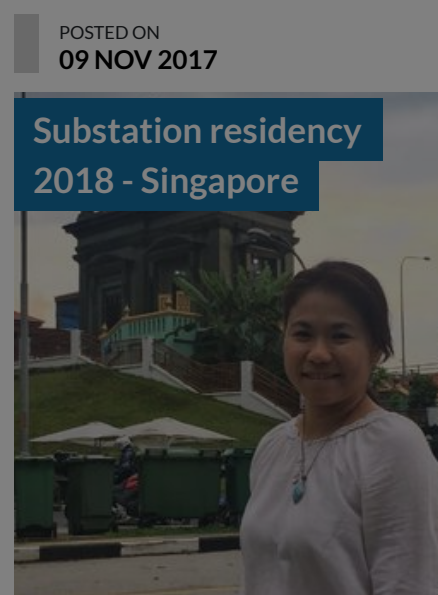 POSTED ON
09 NOV 2017
Substation residency
2018 - Singapore